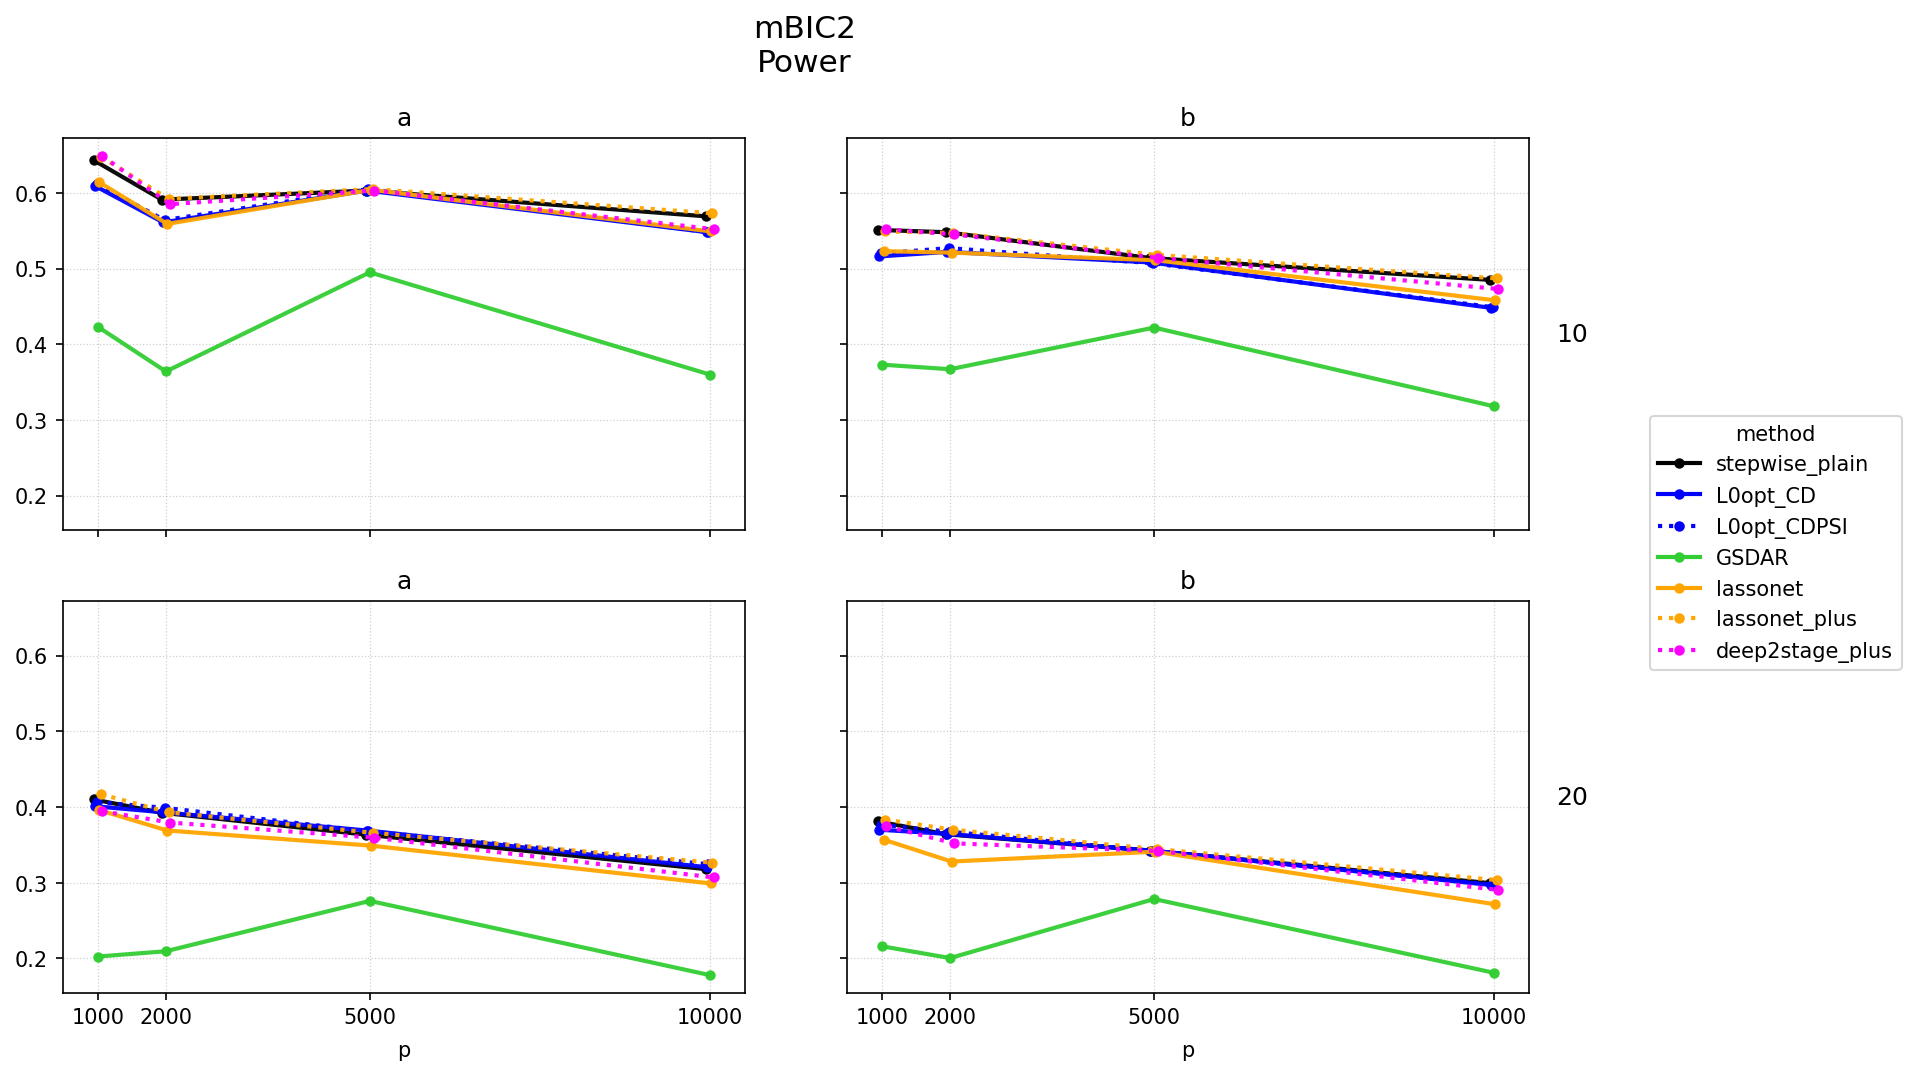 mBIC2
Power
a
b
0.6
0.5
0.4
0.3
0.2
10
a
b
0.6
0.5
0.4
0.3
0.2
20
1000 2000 5000 10000
1000 2000 5000 10000
p
p
method
stepwise_plain
L0opt_CD
L0opt_CDPSI
GSDAR
lassonet
lassonet_plus
deep2stage_plus